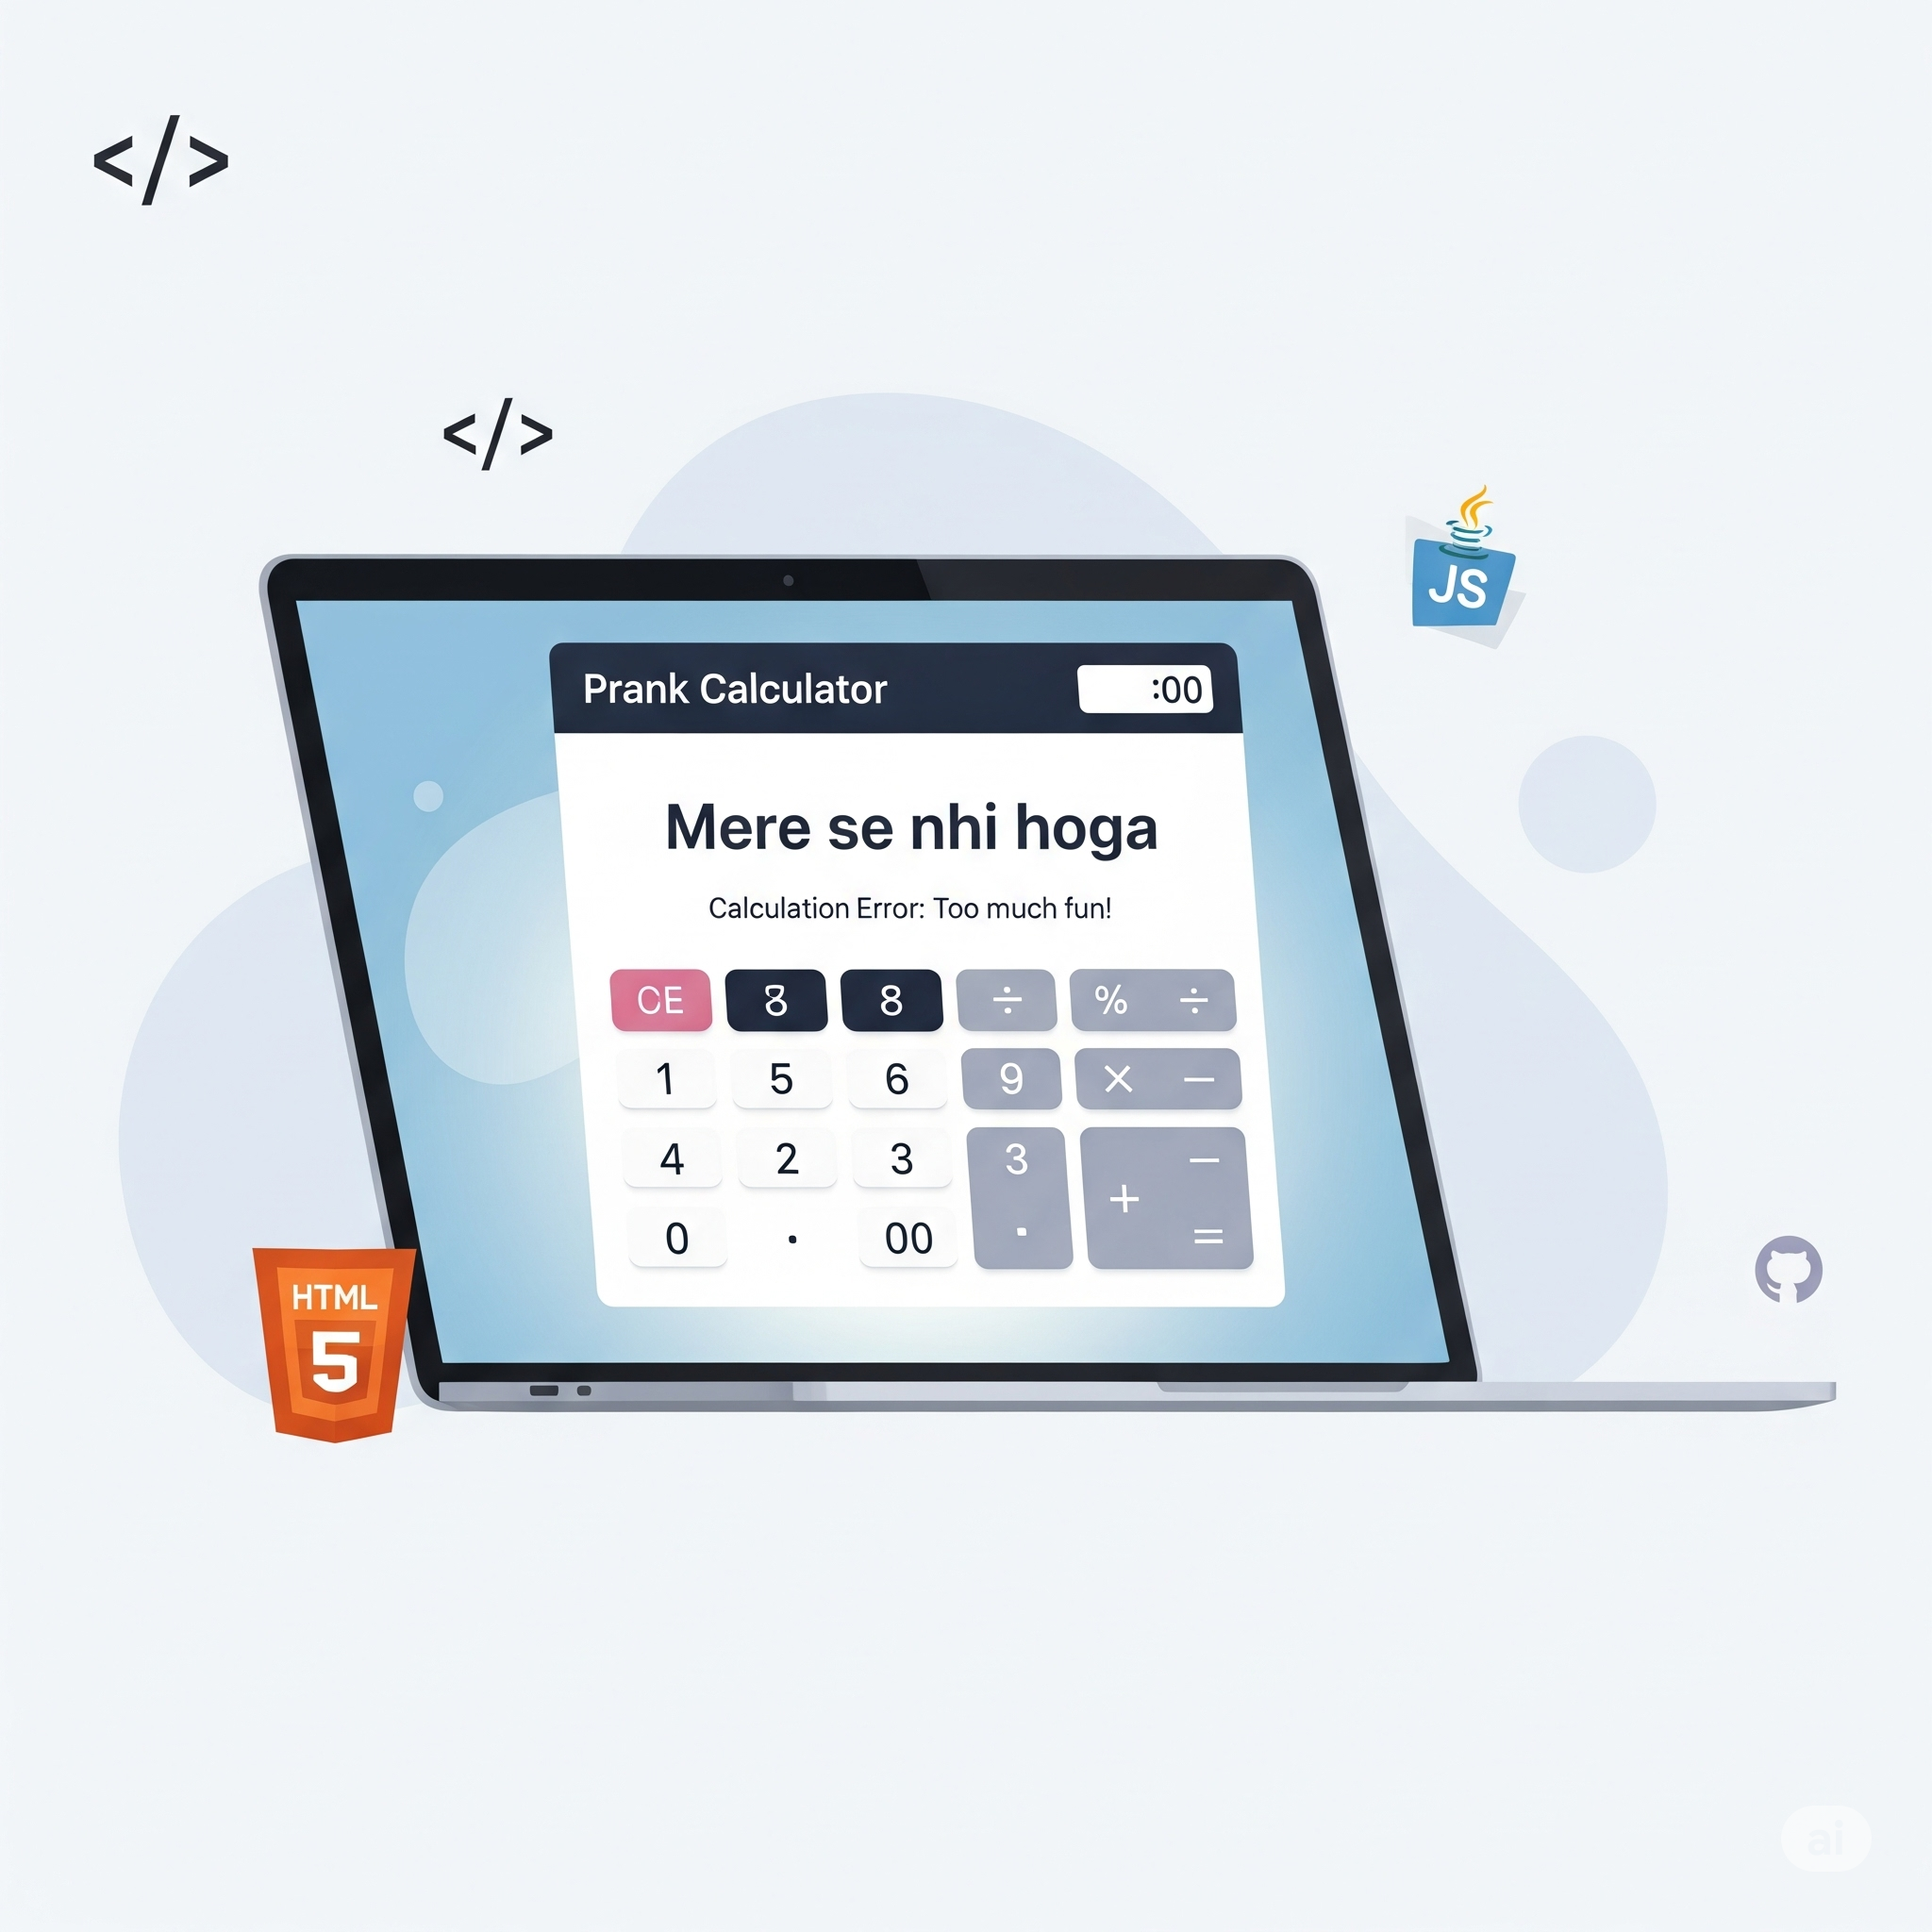 </>
</>
JS
Prank Calculator :00
Mere se nhi hoga
Calculation Error: Too much fun!
CE 8 8 ÷ % ÷
1 5 6 9 × −
4 2 3 3 −
+
0 . 00 . =
HTML
5
ai